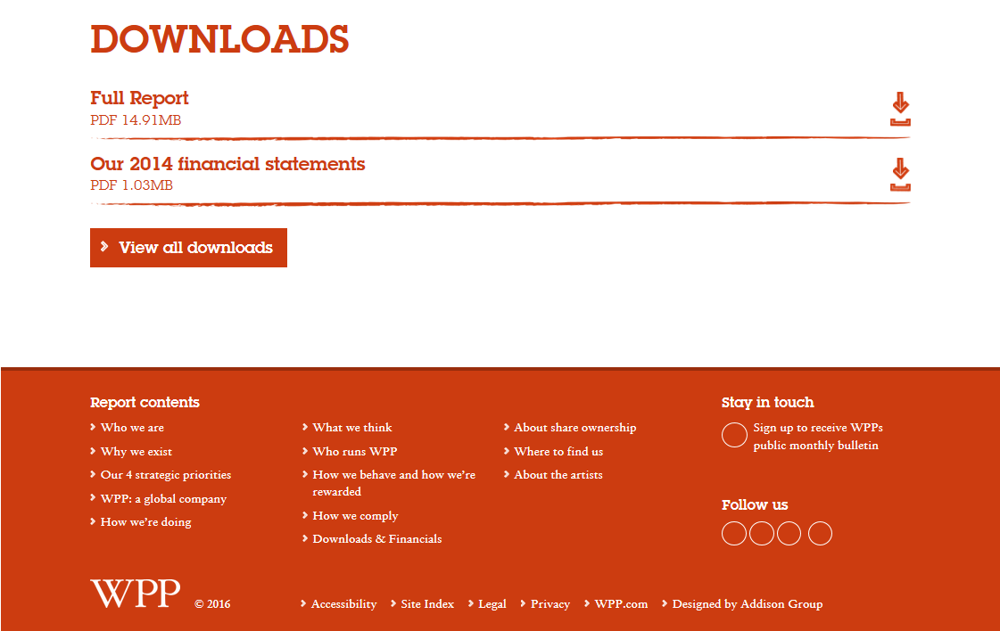 DOWNLOADS
Full Report
PDF 14.91MB
Our 2014 financial statements
PDF 1.03MB
View all downloads
Report contents
Who we are
Why we exist
Our 4 strategic priorities
WPP: a global company
How we’re doing
What we think
Who runs WPP
How we behave and how we’re
rewarded
How we comply
Downloads & Financials
About share ownership
Where to find us
About the artists
Stay in touch
Sign up to receive WPPs
public monthly bulletin
Follow us
WPP © 2016
Accessibility Site Index Legal Privacy WPP.com Designed by Addison Group